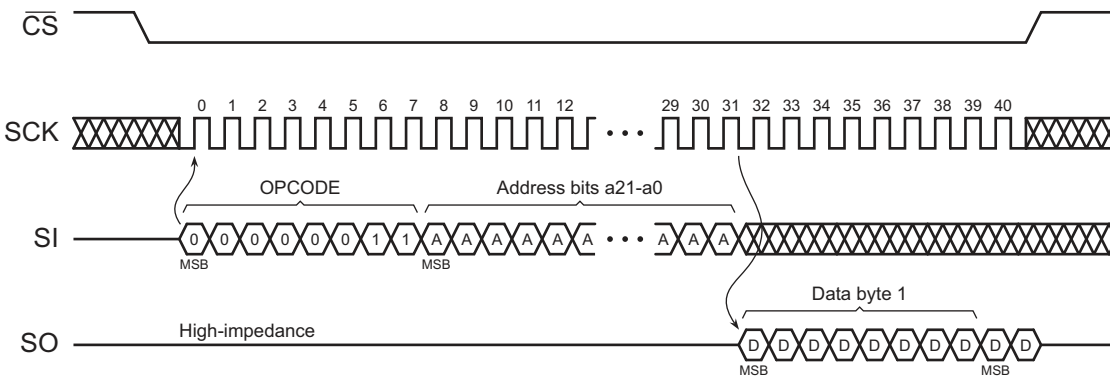 CS
0 1 2 3 4 5 6 7 8 9 10 11 12 29 30 31 32 33 34 35 36 37 38 39 40
SCK
OPCODE Address bits a21-a0
SI 0 0 0 0 0 0 1 1 A A A A A A A A A
MSB MSB
Data byte 1
High-impedance
SO D D D D D D D D D D
MSB MSB